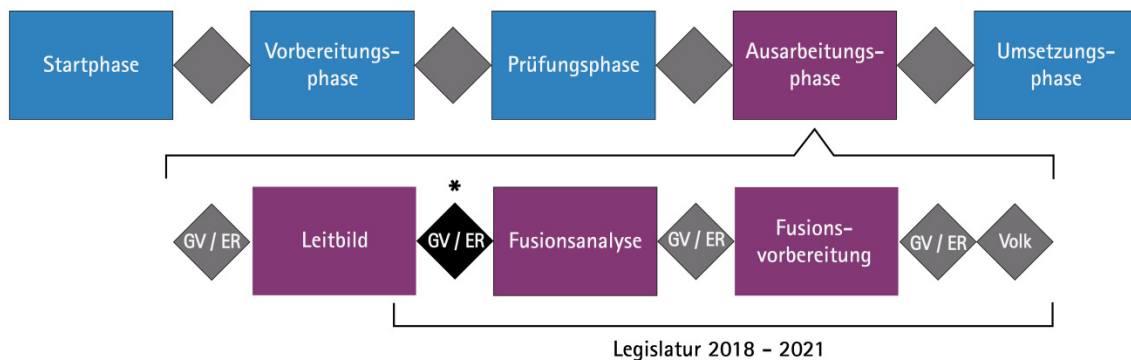 Startphase
Vorbereitungs-
phase
Prüfungsphase
Ausarbeitungs-
phase
Umsetzungs-
phase
*
GV / ER
Leitbild
GV / ER
Fusionsanalyse
GV / ER
Fusions-
vorbereitung
GV / ER
Volk
Legislatur 2018 - 2021